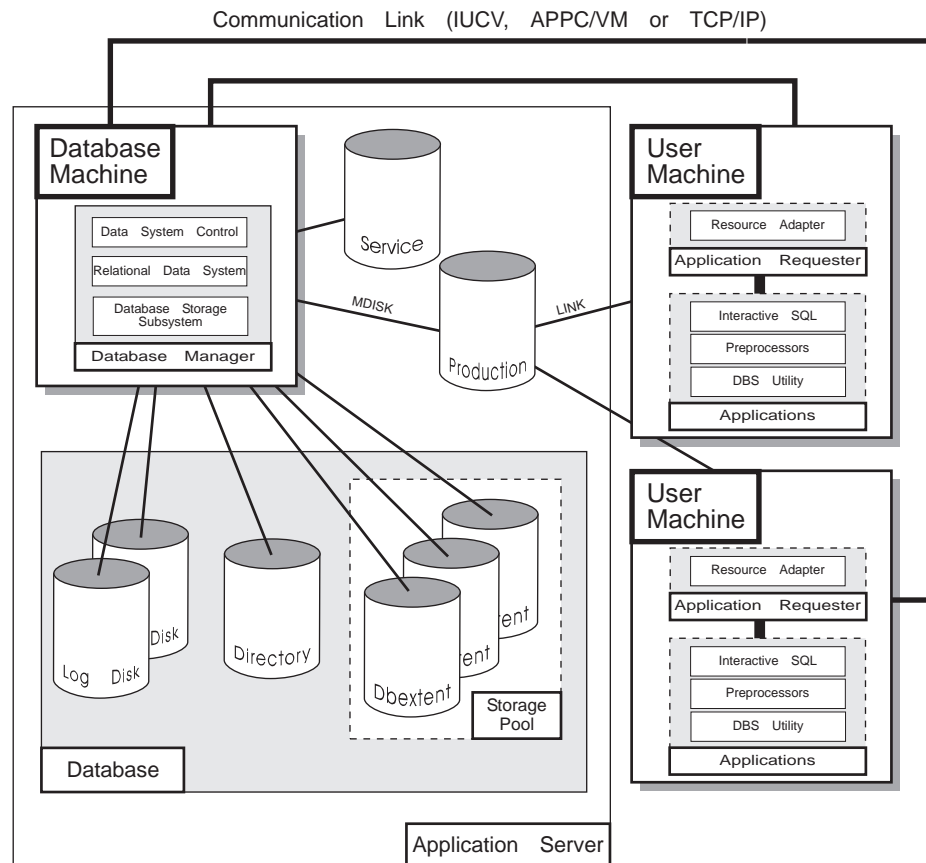 Communication Link (IUCV, APPC/VM or TCP/IP)
Database
Machine
Data System Control
Relational Data System
Database Storage
Subsystem
Database Manager
Service
Production
MDISK
LINK
User
Machine
Resource Adapter
Application Requester
Interactive SQL
Preprocessors
DBS Utility
Applications
User
Machine
Resource Adapter
Application Requester
Interactive SQL
Preprocessors
DBS Utility
Applications
Log Disk
Disk
Directory
Dbextent
tent
tent
Storage
Pool
Database
Application Server